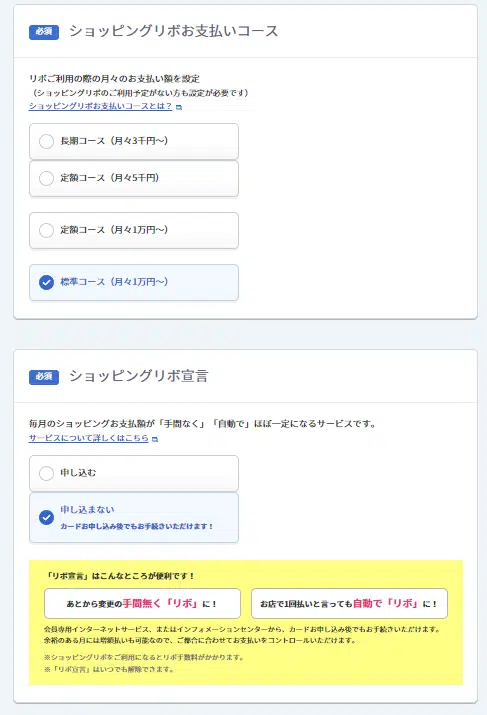 必須 ショッピングリボお支払いコース
リボご利用の際の月々のお支払い額を設定
（ショッピングリボのご利用予定がない方も設定が必要です）
ショッピングリボお支払いコースとは？
長期コース（月々3千円〜）
定額コース（月々5千円）
定額コース（月々1万円〜）
標準コース（月々1万円〜）
必須 ショッピングリボ宣言
毎月のショッピングお支払額が「手間なく」「自動で」ほぼ一定になるサービスです。
サービスについて詳しくはこちら
申し込む
申し込まない
カードお申し込み後でもお手続きいただけます！
「リボ宣言」はこんなところが便利です！
あとから変更の手間無く「リボ」に！
お店で1回払いと言っても自動で「リボ」に！
会員専用インターネットサービス、またはインフォメーションセンターから、カードお申し込み後でもお手続きいただけます。
余裕のある月には増額払いも可能なので、ご都合に合わせてお支払いをコントロールいただけます。
※ショッピングリボをご利用になるとリボ手数料がかかります。
※「リボ宣言」はいつでも解除できます。